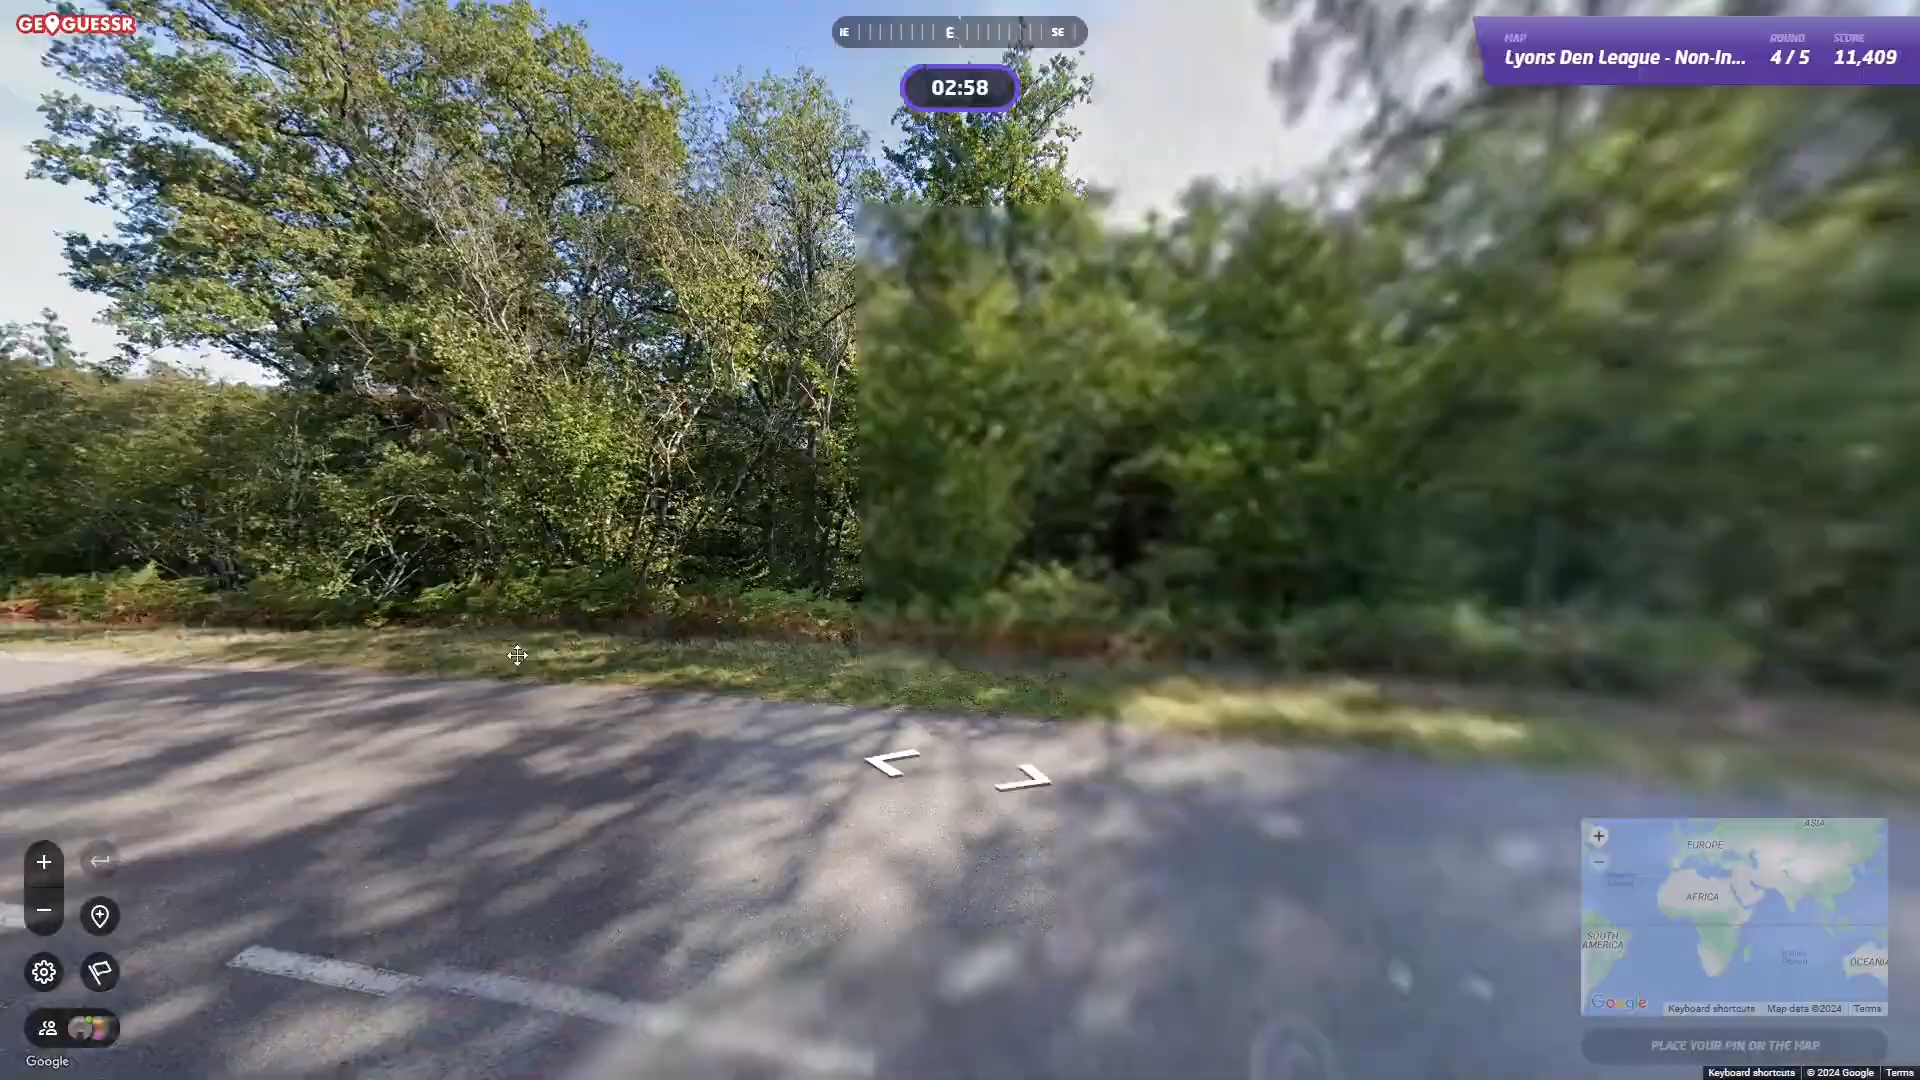 GEOGUESSR
IE E SE
02:58
MAP
Lyons Den League - Non-In...
ROUND
4 / 5
SCORE
11,409
ASIA
EUROPE
AFRICA
SOUTH
AMERICA
OCEANIA
Google
Keyboard shortcuts Map data ©2024 Terms
PLACE YOUR PIN ON THE MAP
Google
Keyboard shortcuts © 2024 Google Terms